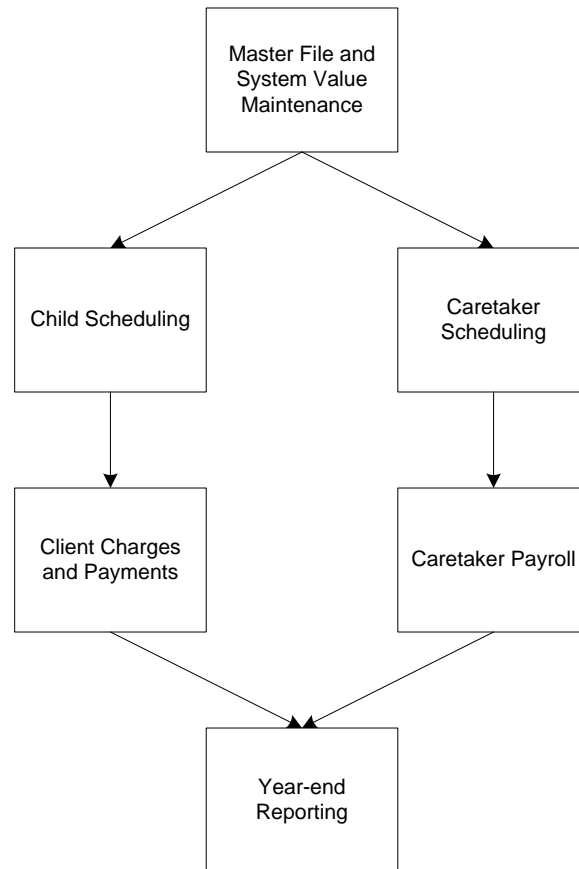 Master File and
System Value
Maintenance
Child Scheduling
Caretaker
Scheduling
Client Charges
and Payments
Caretaker Payroll
Year-end
Reporting